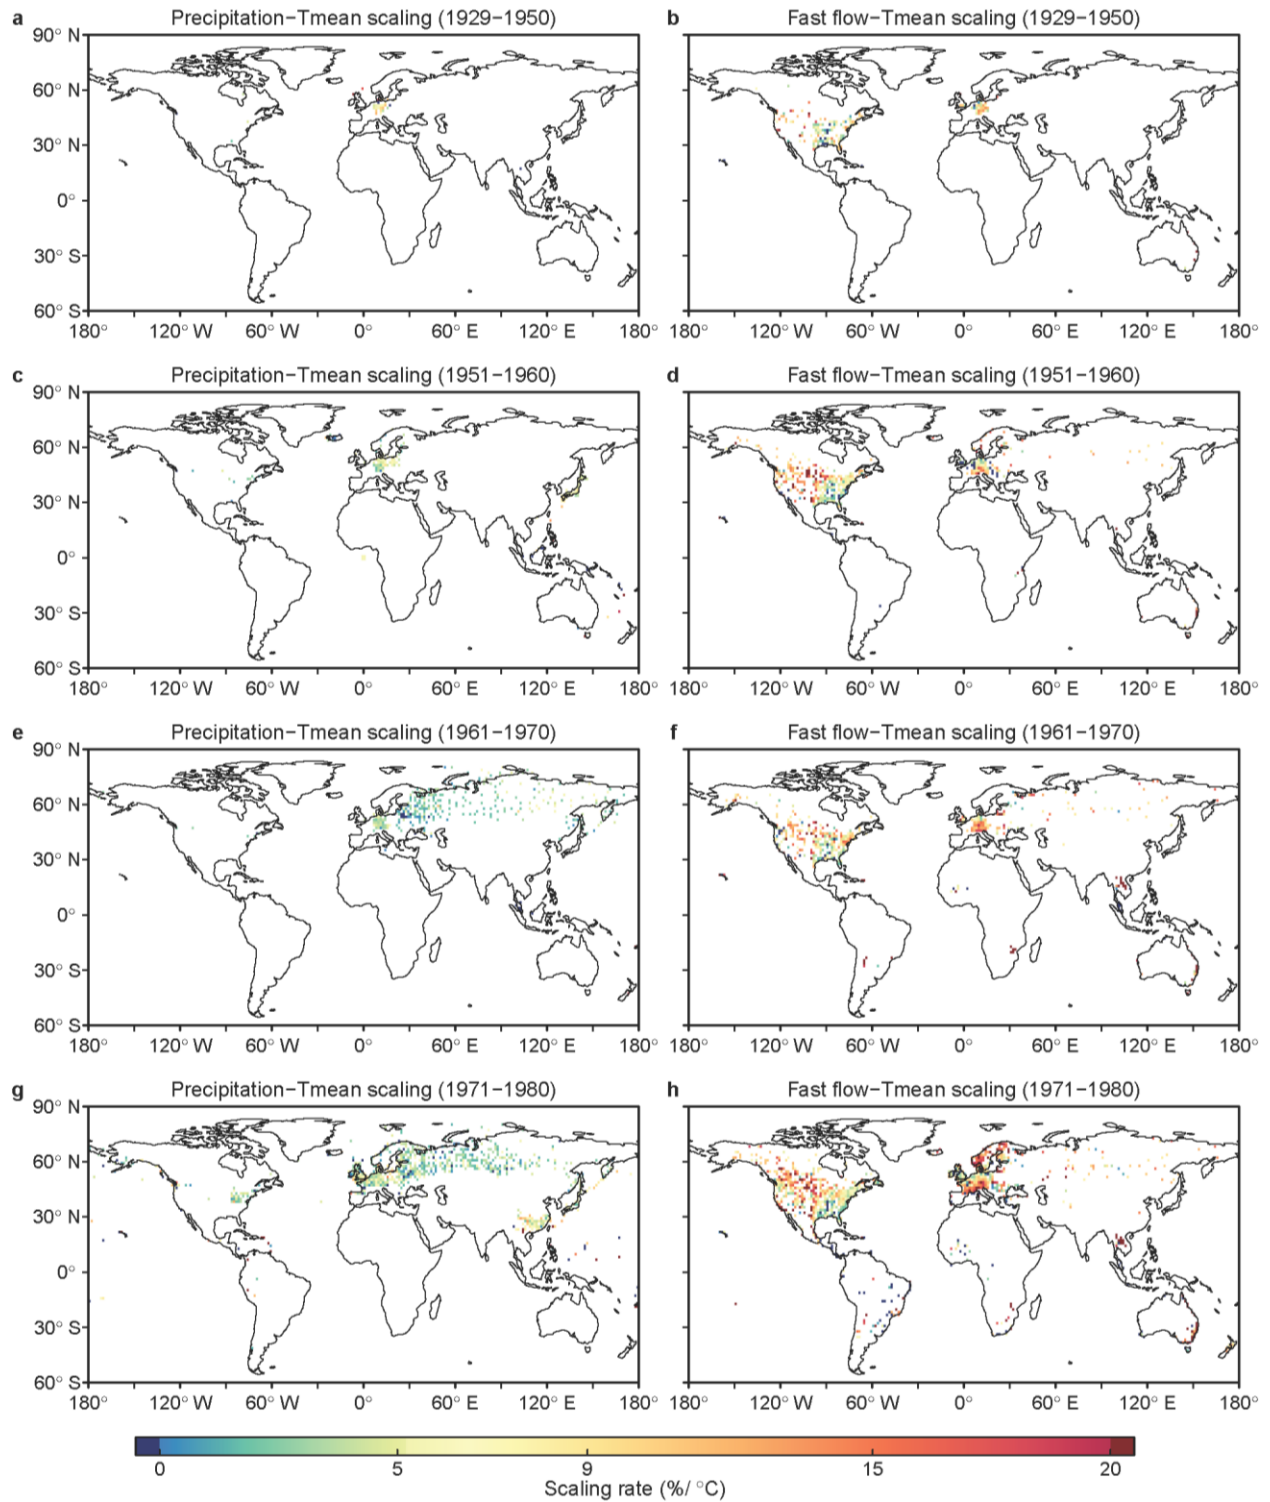 a Precipitation−Tmean scaling (1929−1950)
b Fast flow−Tmean scaling (1929−1950)
90° N
60° N
30° N
0°
30° S
60° S
180° 120° W 60° W 0° 60° E 120° E 180°
180° 120° W 60° W 0° 60° E 120° E 180°
c Precipitation−Tmean scaling (1951−1960)
d Fast flow−Tmean scaling (1951−1960)
90° N
60° N
30° N
0°
30° S
60° S
180° 120° W 60° W 0° 60° E 120° E 180°
180° 120° W 60° W 0° 60° E 120° E 180°
e Precipitation−Tmean scaling (1961−1970)
f Fast flow−Tmean scaling (1961−1970)
90° N
60° N
30° N
0°
30° S
60° S
180° 120° W 60° W 0° 60° E 120° E 180°
180° 120° W 60° W 0° 60° E 120° E 180°
g Precipitation−Tmean scaling (1971−1980)
h Fast flow−Tmean scaling (1971−1980)
90° N
60° N
30° N
0°
30° S
60° S
180° 120° W 60° W 0° 60° E 120° E 180°
180° 120° W 60° W 0° 60° E 120° E 180°
0 5 9 15 20
Scaling rate (%/ °C)